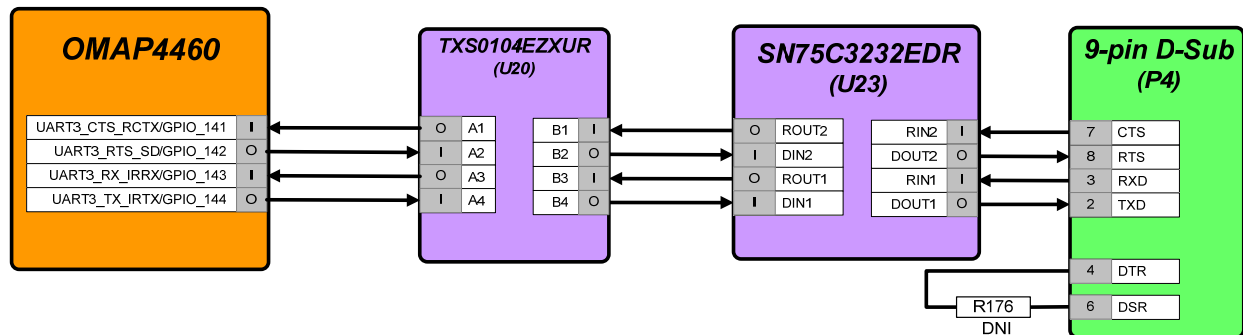 OMAP4460
UART3_CTS_RCTX/GPIO_141 I
UART3_RTS_SD/GPIO_142 O
UART3_RX_IRRX/GPIO_143 I
UART3_TX_IRTX/GPIO_144 O
TXS0104EZXUR
(U20)
O A1
I A2
O A3
I A4
B1 I
B2 O
B3 I
B4 O
SN75C3232EDR
(U23)
O ROUT2
I DIN2
O ROUT1
I DIN1
RIN2 I
DOUT2 O
RIN1 I
DOUT1 O
9-pin D-Sub
(P4)
7 CTS
8 RTS
3 RXD
2 TXD
4 DTR
6 DSR
R176
DNI